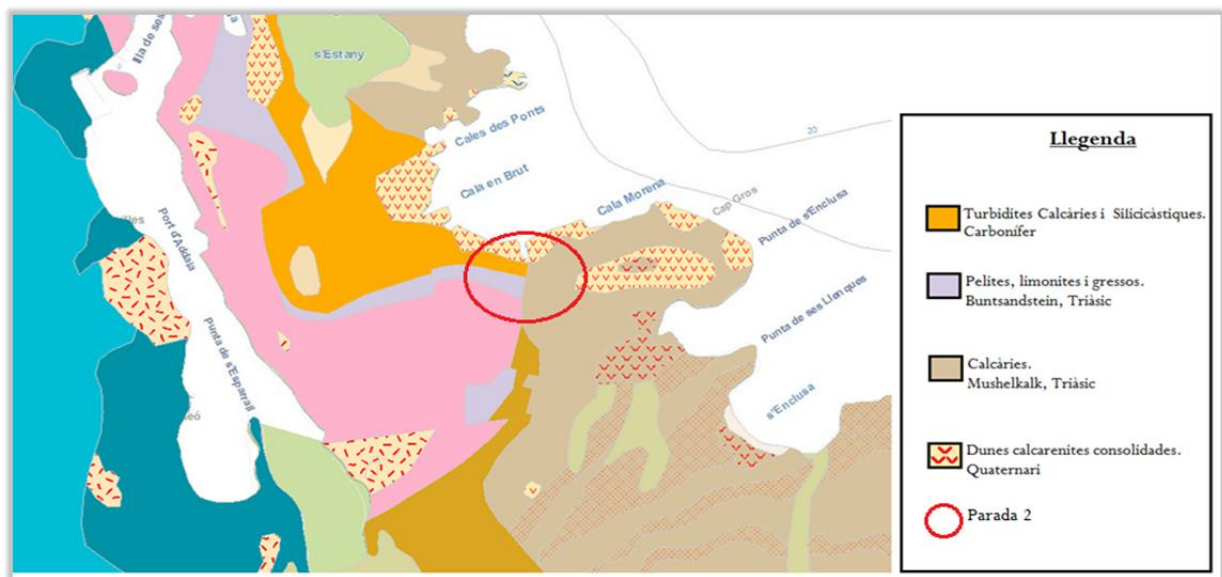 Illa de ses
s'Estany
Cales des Ponts
20
Cala en Brut
Cala Morena
Cap Gros
Punta de s'Enclusa
Port d'Addaja
Punta de ses Llenques
Punta de s'Esparrall
s'Enclusa
Llegenda
Turbidites Calcàries i Silicicàstiques.
Carbonífer
Pelites, limonites i gressos.
Buntsandstein, Triàsic
Calcàries.
Mushelkalk, Triàsic
Dunes calcarenites consolidades.
Quaternari
Parada 2